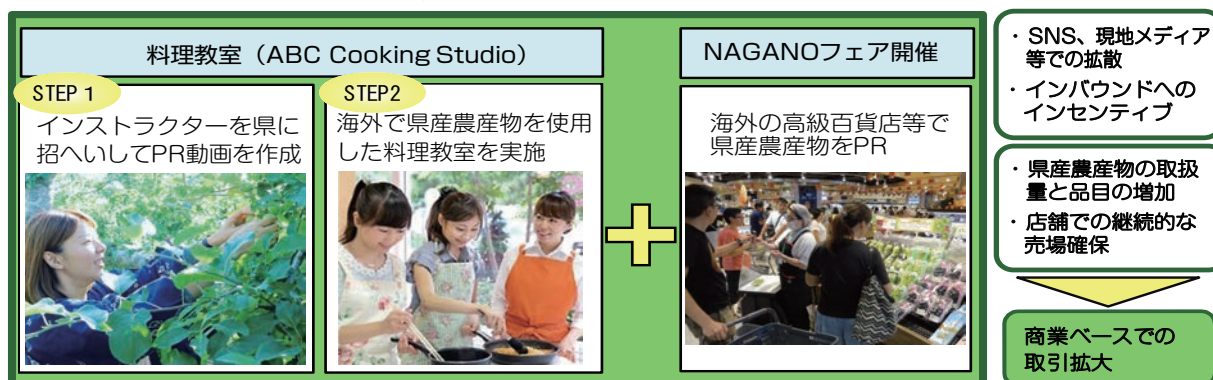 料理教室（ABC Cooking Studio）
STEP 1
インストラクターを県に
招へいしてPR動画を作成
STEP2
海外で県産農産物を使用
した料理教室を実施
NAGANOフェア開催
海外の高級百貨店等で
県産農産物をPR
・SNS、現地メディア
等での拡散
・インバウンドへの
インセンティブ
・県産農産物の取扱
量と品目の増加
・店舗での継続的な
売場確保
商業ベースでの
取引拡大